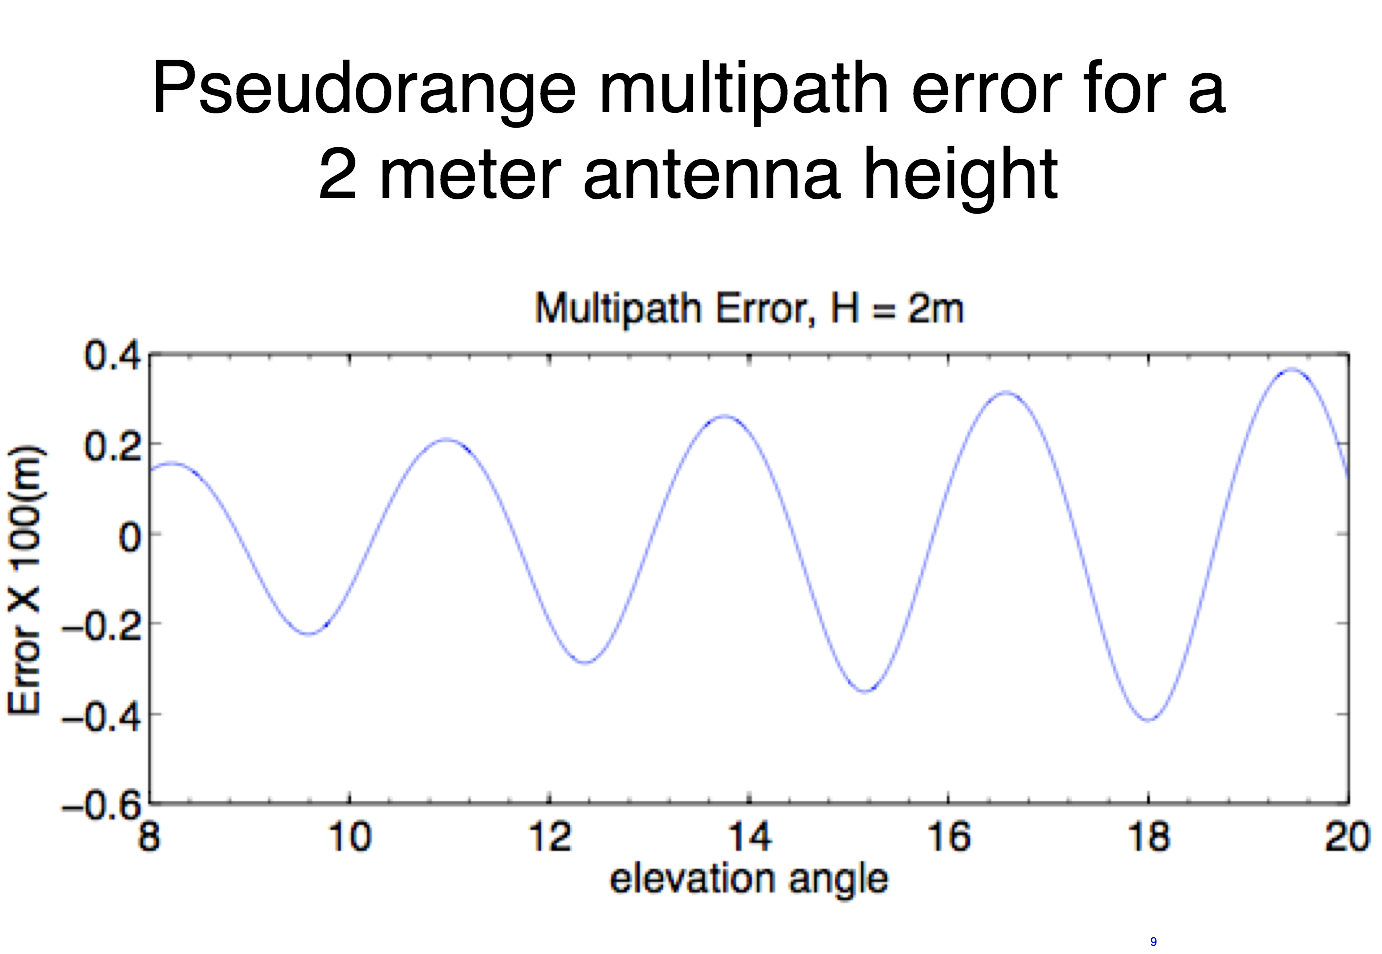 Pseudorange multipath error for a
2 meter antenna height
Multipath Error, H = 2m
0.4
0.2
0
−0.2
−0.4
−0.6
Error X 100(m)
8 10 12 14 16 18 20
elevation angle
9